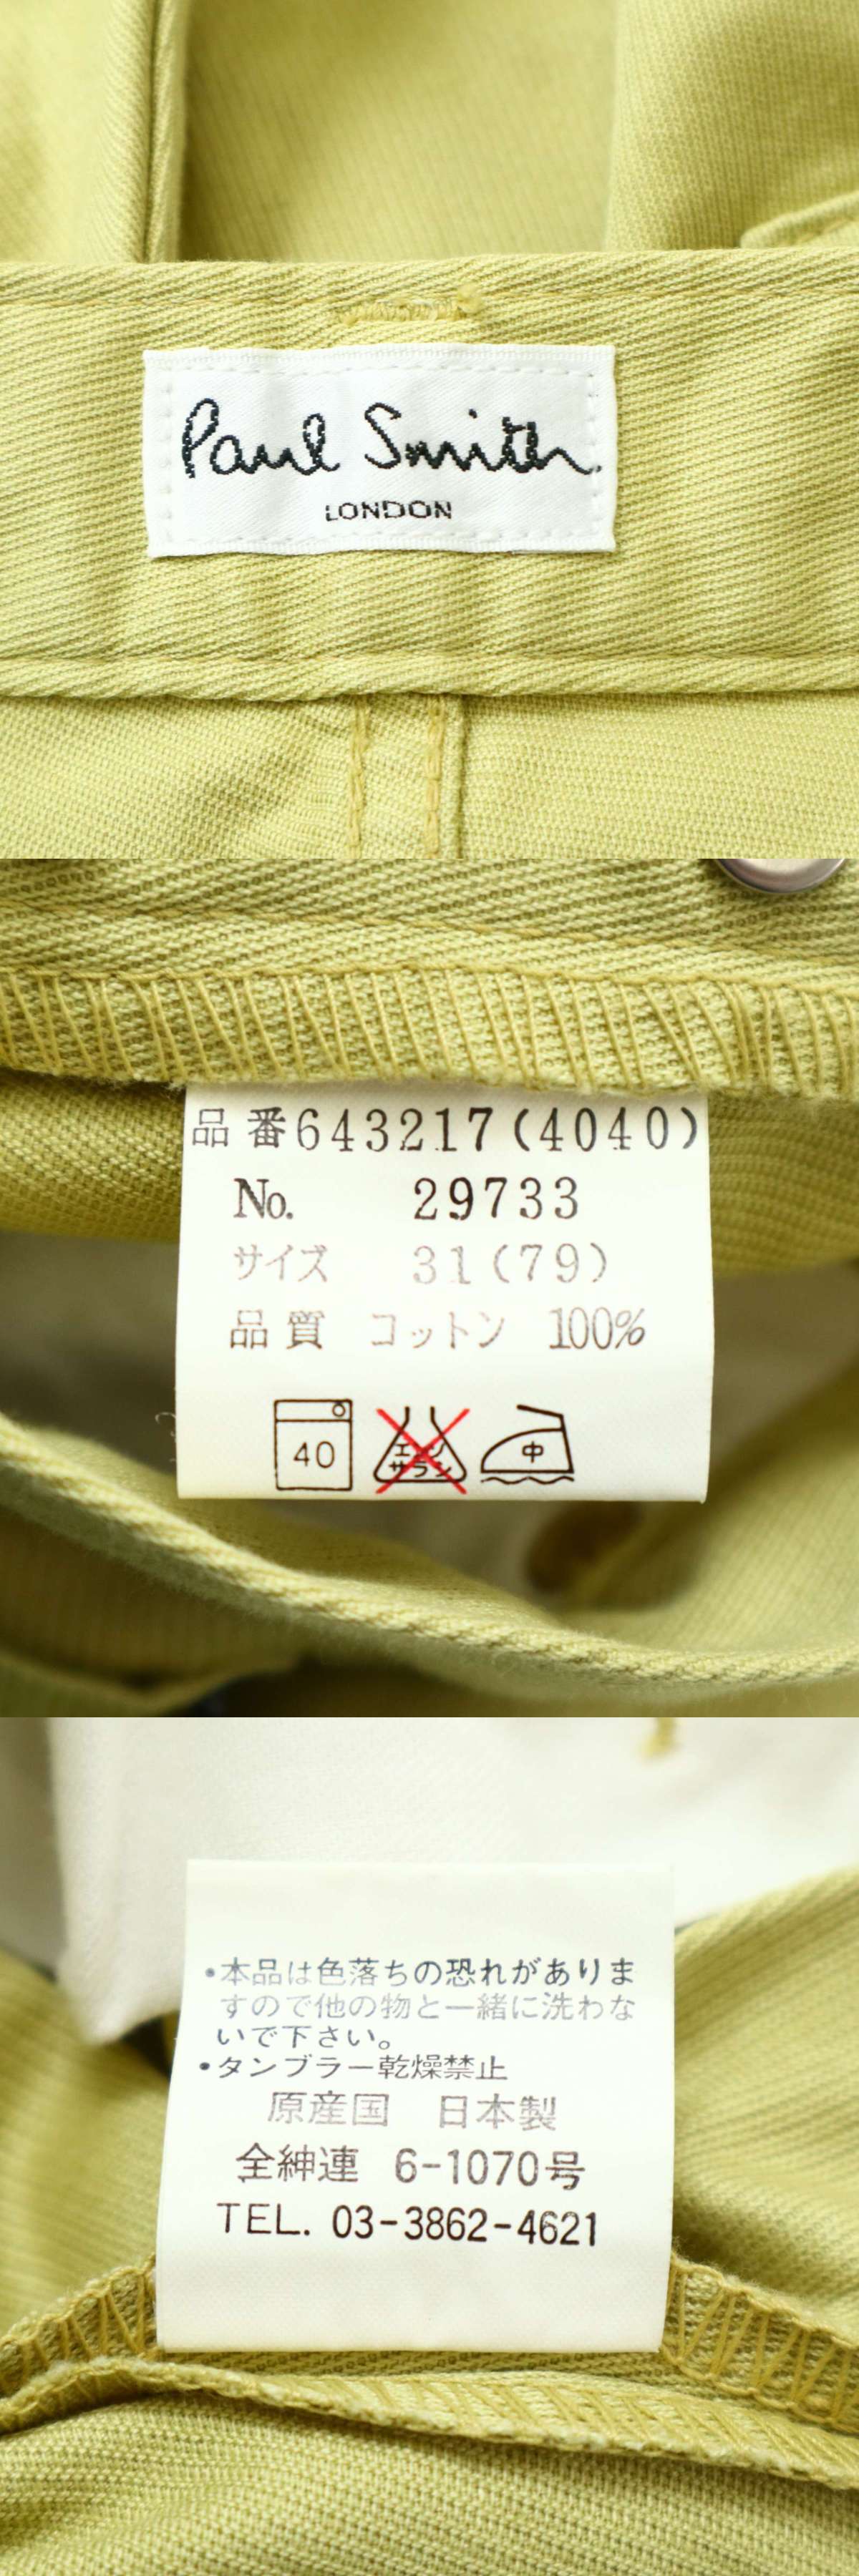 Paul Smith.
LONDON
品番643217(4040)
No. 29733
サイズ 31(79)
品質 コットン 100%
40
エンソ
サラシ
中
•本品は色落ちの恐れがありま
すので他の物と一緒に洗わな
いで下さい。
•タンブラー乾燥禁止
原産国 日本製
全紳連 6-1070号
TEL. 03-3862-4621